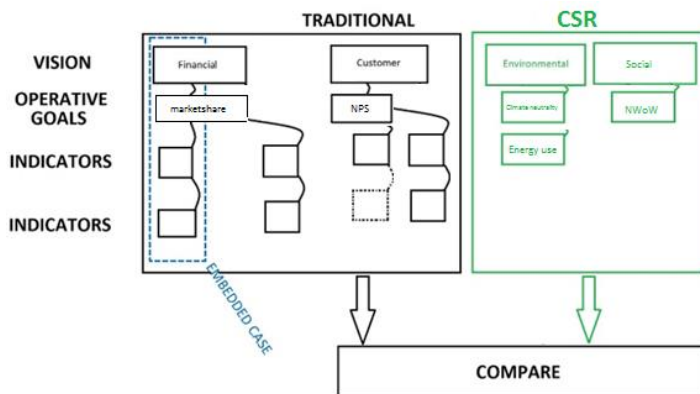 TRADITIONAL
CSR
VISION
Financial
Customer
Environmental
Social
OPERATIVE
GOALS
marketshare
NPS
Climate neutrality
NWoW
INDICATORS
Energy use
INDICATORS
EMBEDDED CASE
COMPARE